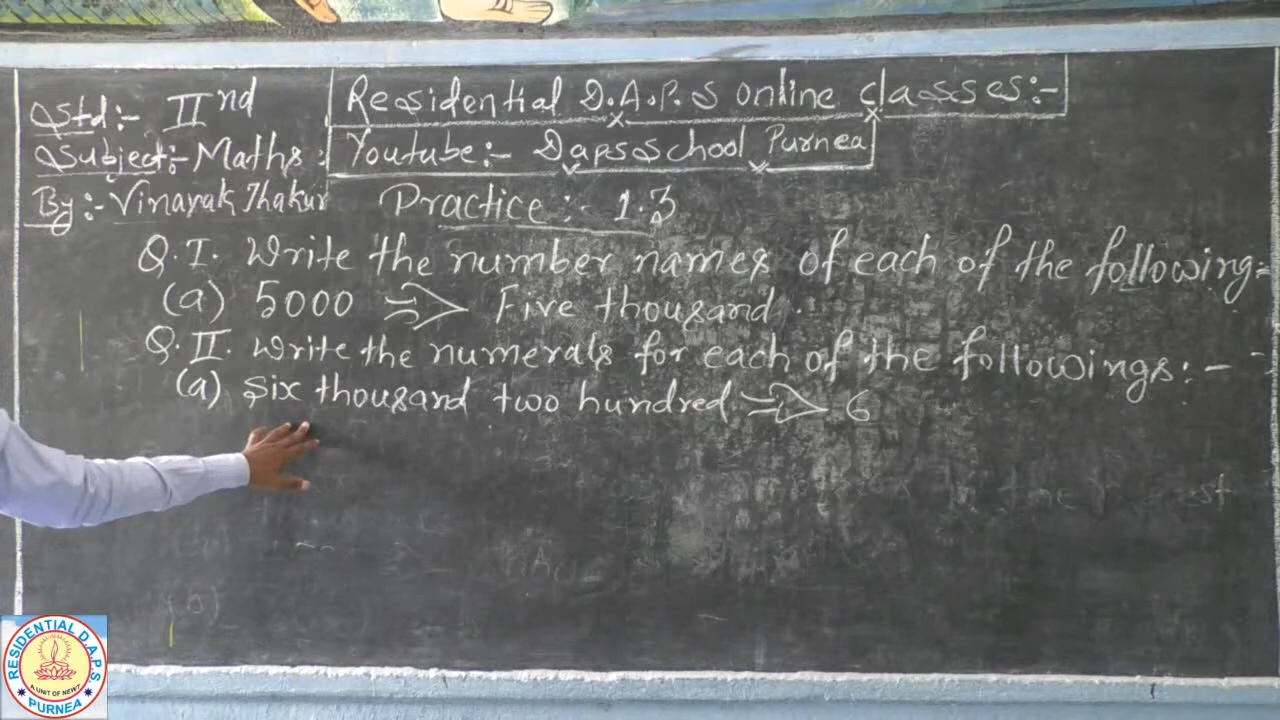 Std:- IInd
Residential D.A.P.S online classes:-
Subject:- Maths:
Youtube:- Dapsschool Purnea
By:- Vinayak Thakur
Practice:- 1.3
Q.I. Write the number names of each of the following:-
(a) 5000 ⇒ Five thousand.
Q.II. Write the numerals for each of the followings:-
(a) Six thousand two hundred ⇒ 6
(b)
RESIDENTIAL D.A.P.S
PURNEA